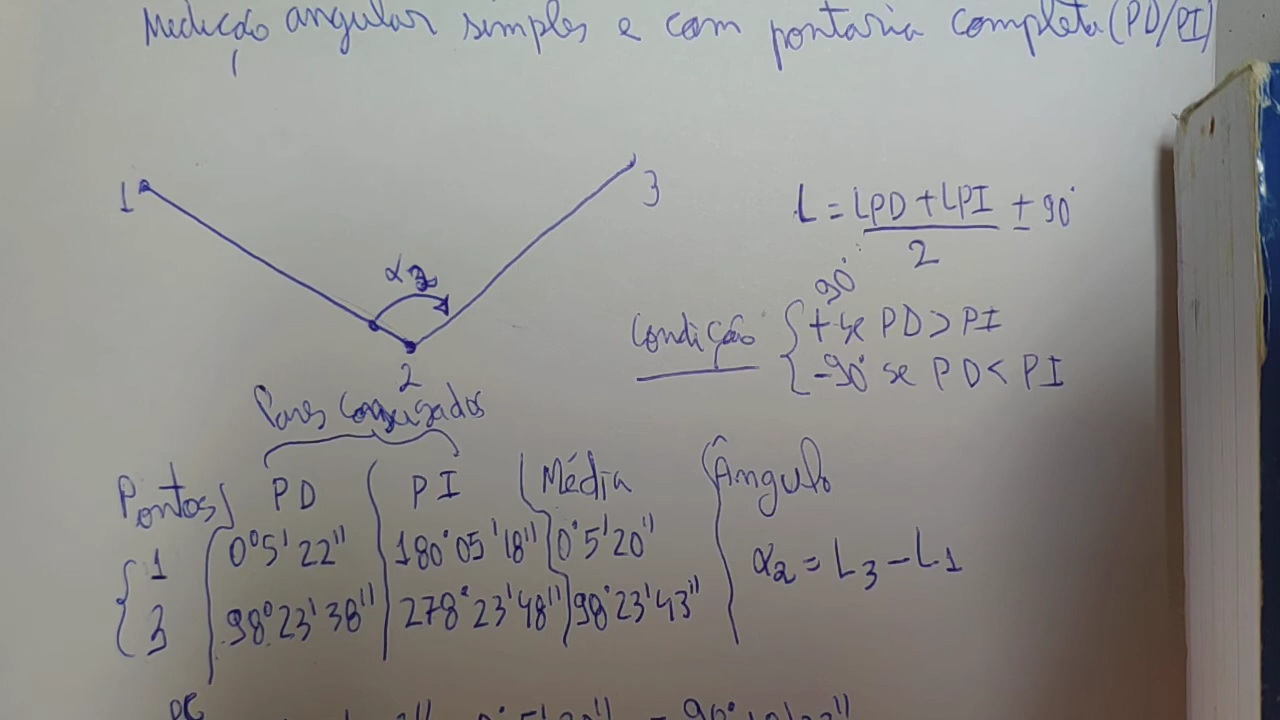 Medição angular simples e com pontaria completa (PD/PI)
1
3
L = LPD + LPI ± 90°
2
α2
90°
Condição { + se PD > PI
-90° se PD < PI
2
Pares Conjugados
Pontos PD PI Média Ângulo
1 0°5'22" 180°05'18" 0°5'20"
α2 = L3 - L1
3 98°23'38" 278°23'48" 98°23'43"